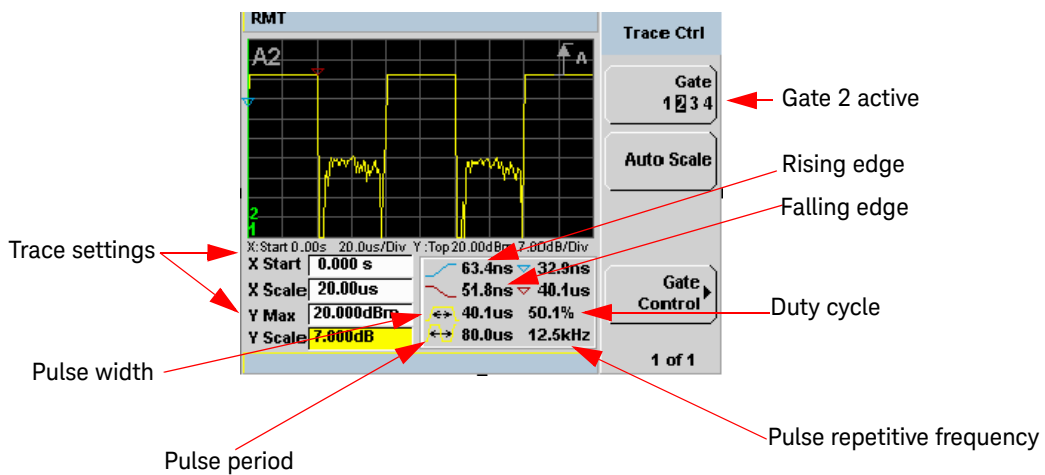 RMT
Trace Ctrl
A2
A
Gate
1 2 3 4
Gate 2 active
Auto Scale
Rising edge
Falling edge
2
1
X:Start 0.00s 20.0us/Div Y:Top 20.00dBm 7.00dB/Div
Trace settings
X Start 0.000 s
63.4ns 32.9ns
X Scale 20.00us
51.8ns 40.1us
Gate
Control
Y Max 20.000dBm
40.1us 50.1%
Duty cycle
Y Scale 7.000dB
80.0us 12.5kHz
1 of 1
Pulse width
Pulse repetitive frequency
Pulse period